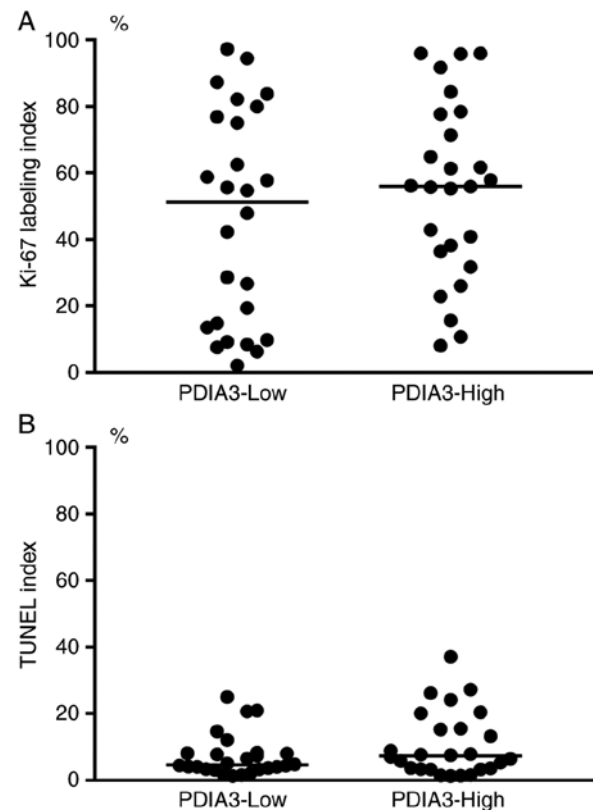 A
%
Ki-67 labeling index
100
80
60
40
20
0
PDIA3-Low
PDIA3-High
B
%
TUNEL index
100
80
60
40
20
0
PDIA3-Low
PDIA3-High